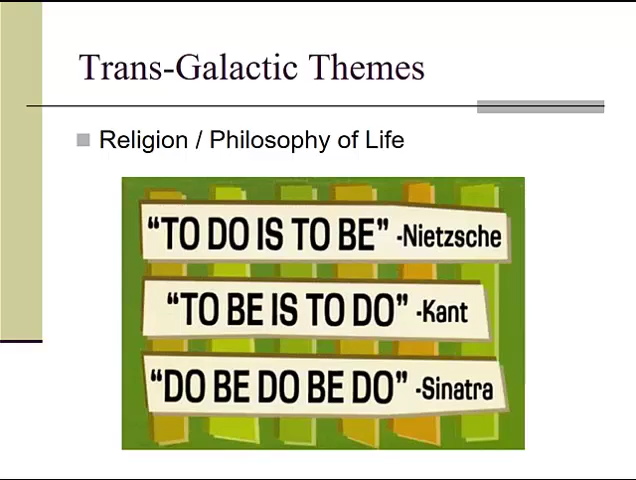 Trans-Galactic Themes
Religion / Philosophy of Life
“TO DO IS TO BE” -Nietzsche
“TO BE IS TO DO” -Kant
“DO BE DO BE DO” -Sinatra